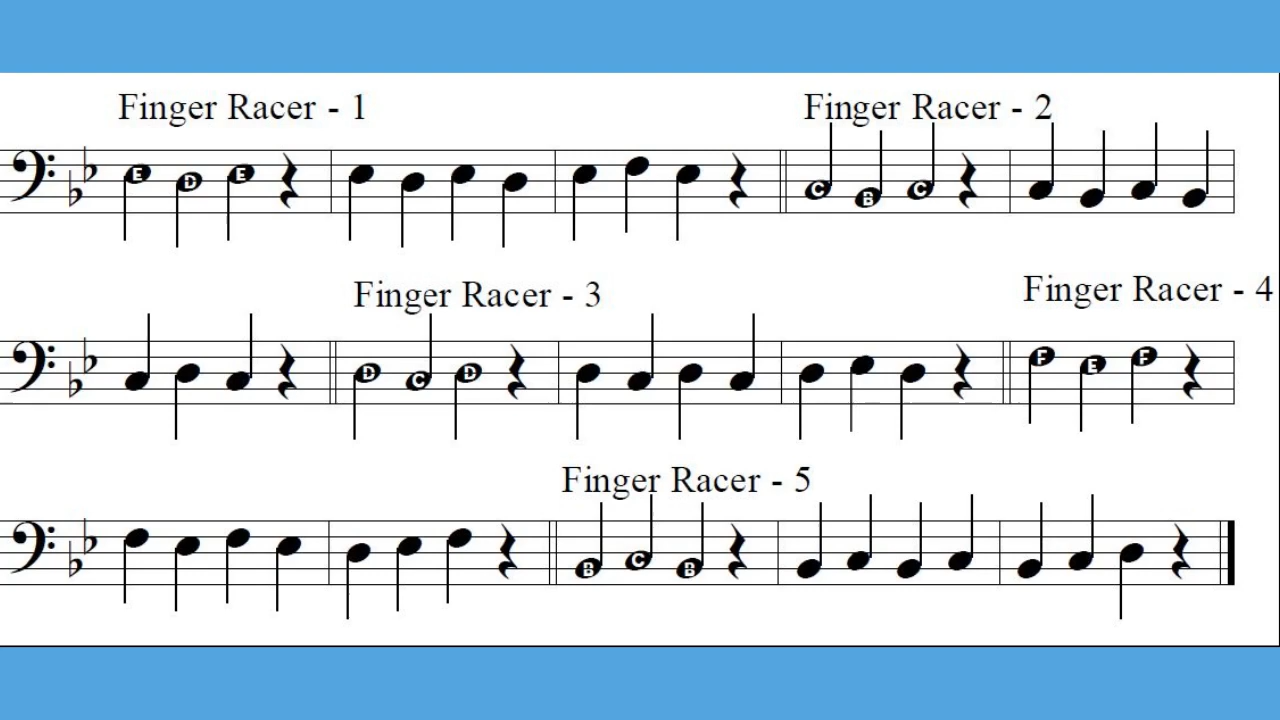 Finger Racer - 1
Finger Racer - 2
E D E
C B C
Finger Racer - 3
Finger Racer - 4
D C D
F E F
Finger Racer - 5
B C B